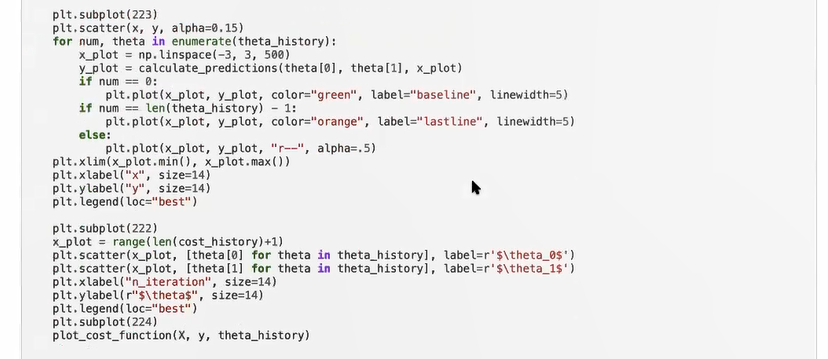 plt.subplot(223)
plt.scatter(x, y, alpha=0.15)
for num, theta in enumerate(theta_history):
    x_plot = np.linspace(-3, 3, 500)
    y_plot = calculate_predictions(theta[0], theta[1], x_plot)
    if num == 0:
        plt.plot(x_plot, y_plot, color="green", label="baseline", linewidth=5)
    if num == len(theta_history) - 1:
        plt.plot(x_plot, y_plot, color="orange", label="lastline", linewidth=5)
    else:
        plt.plot(x_plot, y_plot, "r--", alpha=.5)
plt.xlim(x_plot.min(), x_plot.max())
plt.xlabel("x", size=14)
plt.ylabel("y", size=14)
plt.legend(loc="best")

plt.subplot(222)
x_plot = range(len(cost_history)+1)
plt.scatter(x_plot, [theta[0] for theta in theta_history], label=r'$\theta_0$')
plt.scatter(x_plot, [theta[1] for theta in theta_history], label=r'$\theta_1$')
plt.xlabel("n_iteration", size=14)
plt.ylabel(r"$\theta$", size=14)
plt.legend(loc="best")
plt.subplot(224)
plot_cost_function(X, y, theta_history)